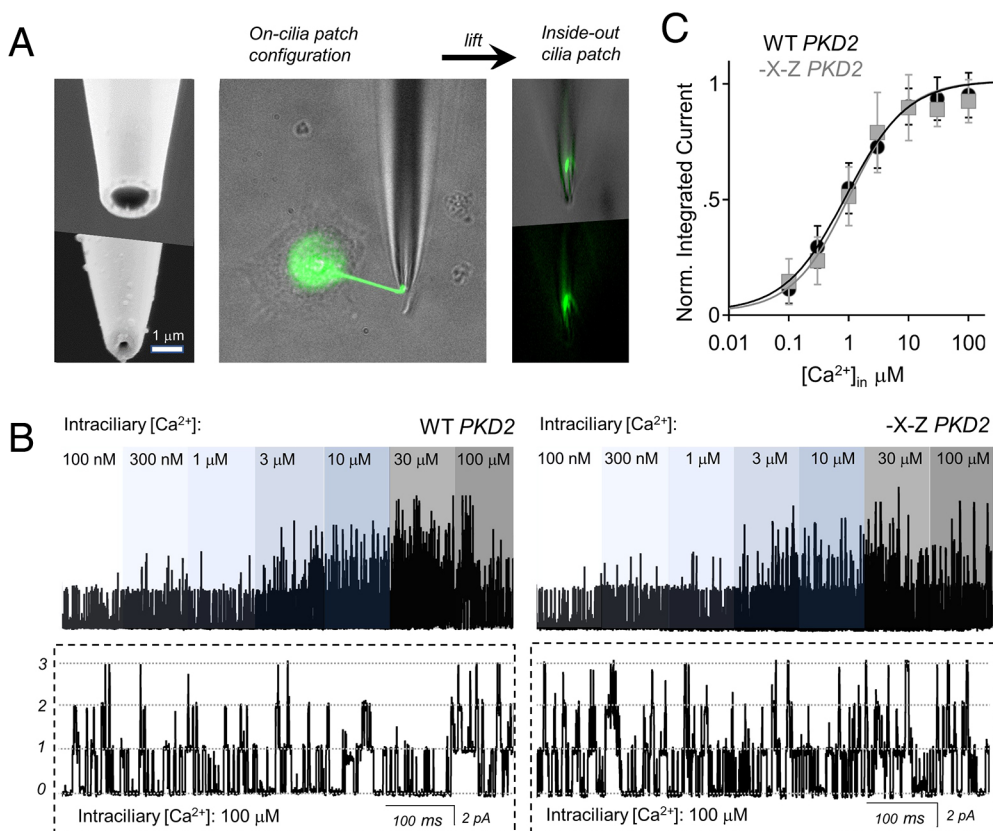 A
On-cilia patch
configuration
lift
Inside-out
cilia patch
1 µm
C
WT PKD2
-X-Z PKD2
Norm. Integrated Current
1
.5
0
0.01 0.1 1 10 100
[Ca²⁺]in µM
B
Intraciliary [Ca²⁺]: WT PKD2
100 nM 300 nM 1 µM 3 µM 10 µM 30 µM 100 µM
3
2
1
0
Intraciliary [Ca²⁺]: 100 µM
100 ms 2 pA
Intraciliary [Ca²⁺]: -X-Z PKD2
100 nM 300 nM 1 µM 3 µM 10 µM 30 µM 100 µM
Intraciliary [Ca²⁺]: 100 µM
100 ms 2 pA